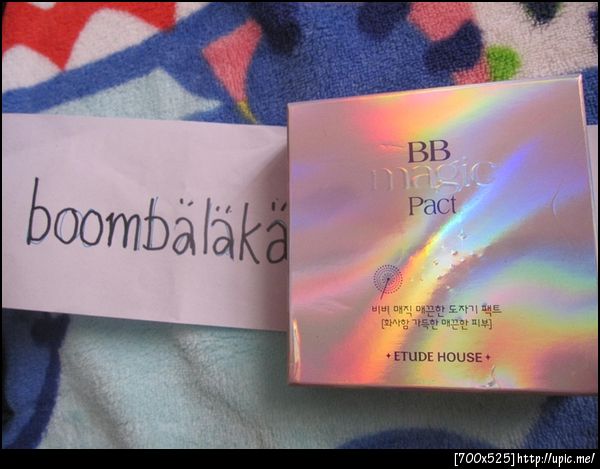 boombäläkä
BB
magic
Pact
비비 매직 매끈한 도자기 팩트
[화사함 가득한 매끈한 피부]
ETUDE HOUSE
[700x525]http://upic.me/